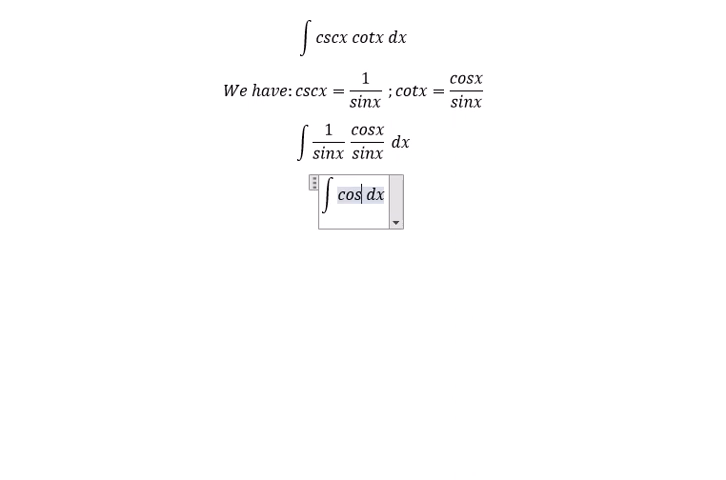 ∫ cscx cotx dx
We have: cscx = 1/sinx ; cotx = cosx/sinx
∫ 1/sinx cosx/sinx dx
∫ cos dx